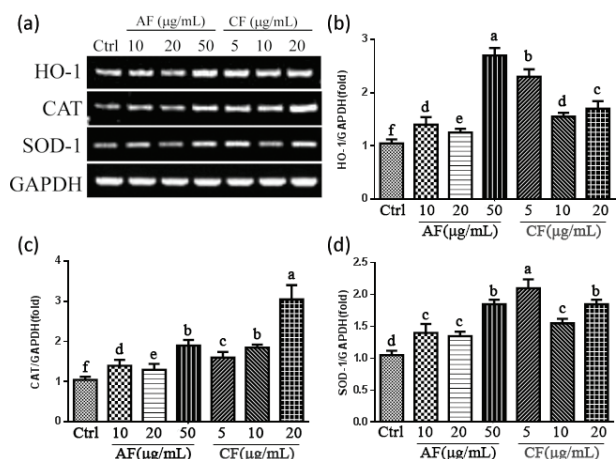 (a)
AF (μg/mL) CF (μg/mL)
Ctrl 10 20 50 5 10 20
HO-1
CAT
SOD-1
GAPDH
(b)
HO-1/GAPDH(fold)
3
2
1
0
f d e a b d c
Ctrl 10 20 50 5 10 20
AF(μg/mL) CF(μg/mL)
(c)
CAT/GAPDH(fold)
4
3
2
1
0
f d e b c b a
Ctrl 10 20 50 5 10 20
AF(μg/mL) CF(μg/mL)
(d)
SOD-1/GAPDH(fold)
2.5
2.0
1.5
1.0
0.5
0.0
d c c b a c b
Ctrl 10 20 50 5 10 20
AF(μg/mL) CF(μg/mL)